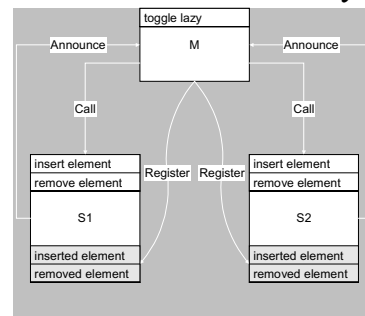 toggle lazy
Announce
M
Announce
Call
Call
insert element
remove element
Register
Register
insert element
remove element
S1
S2
inserted element
removed element
inserted element
removed element